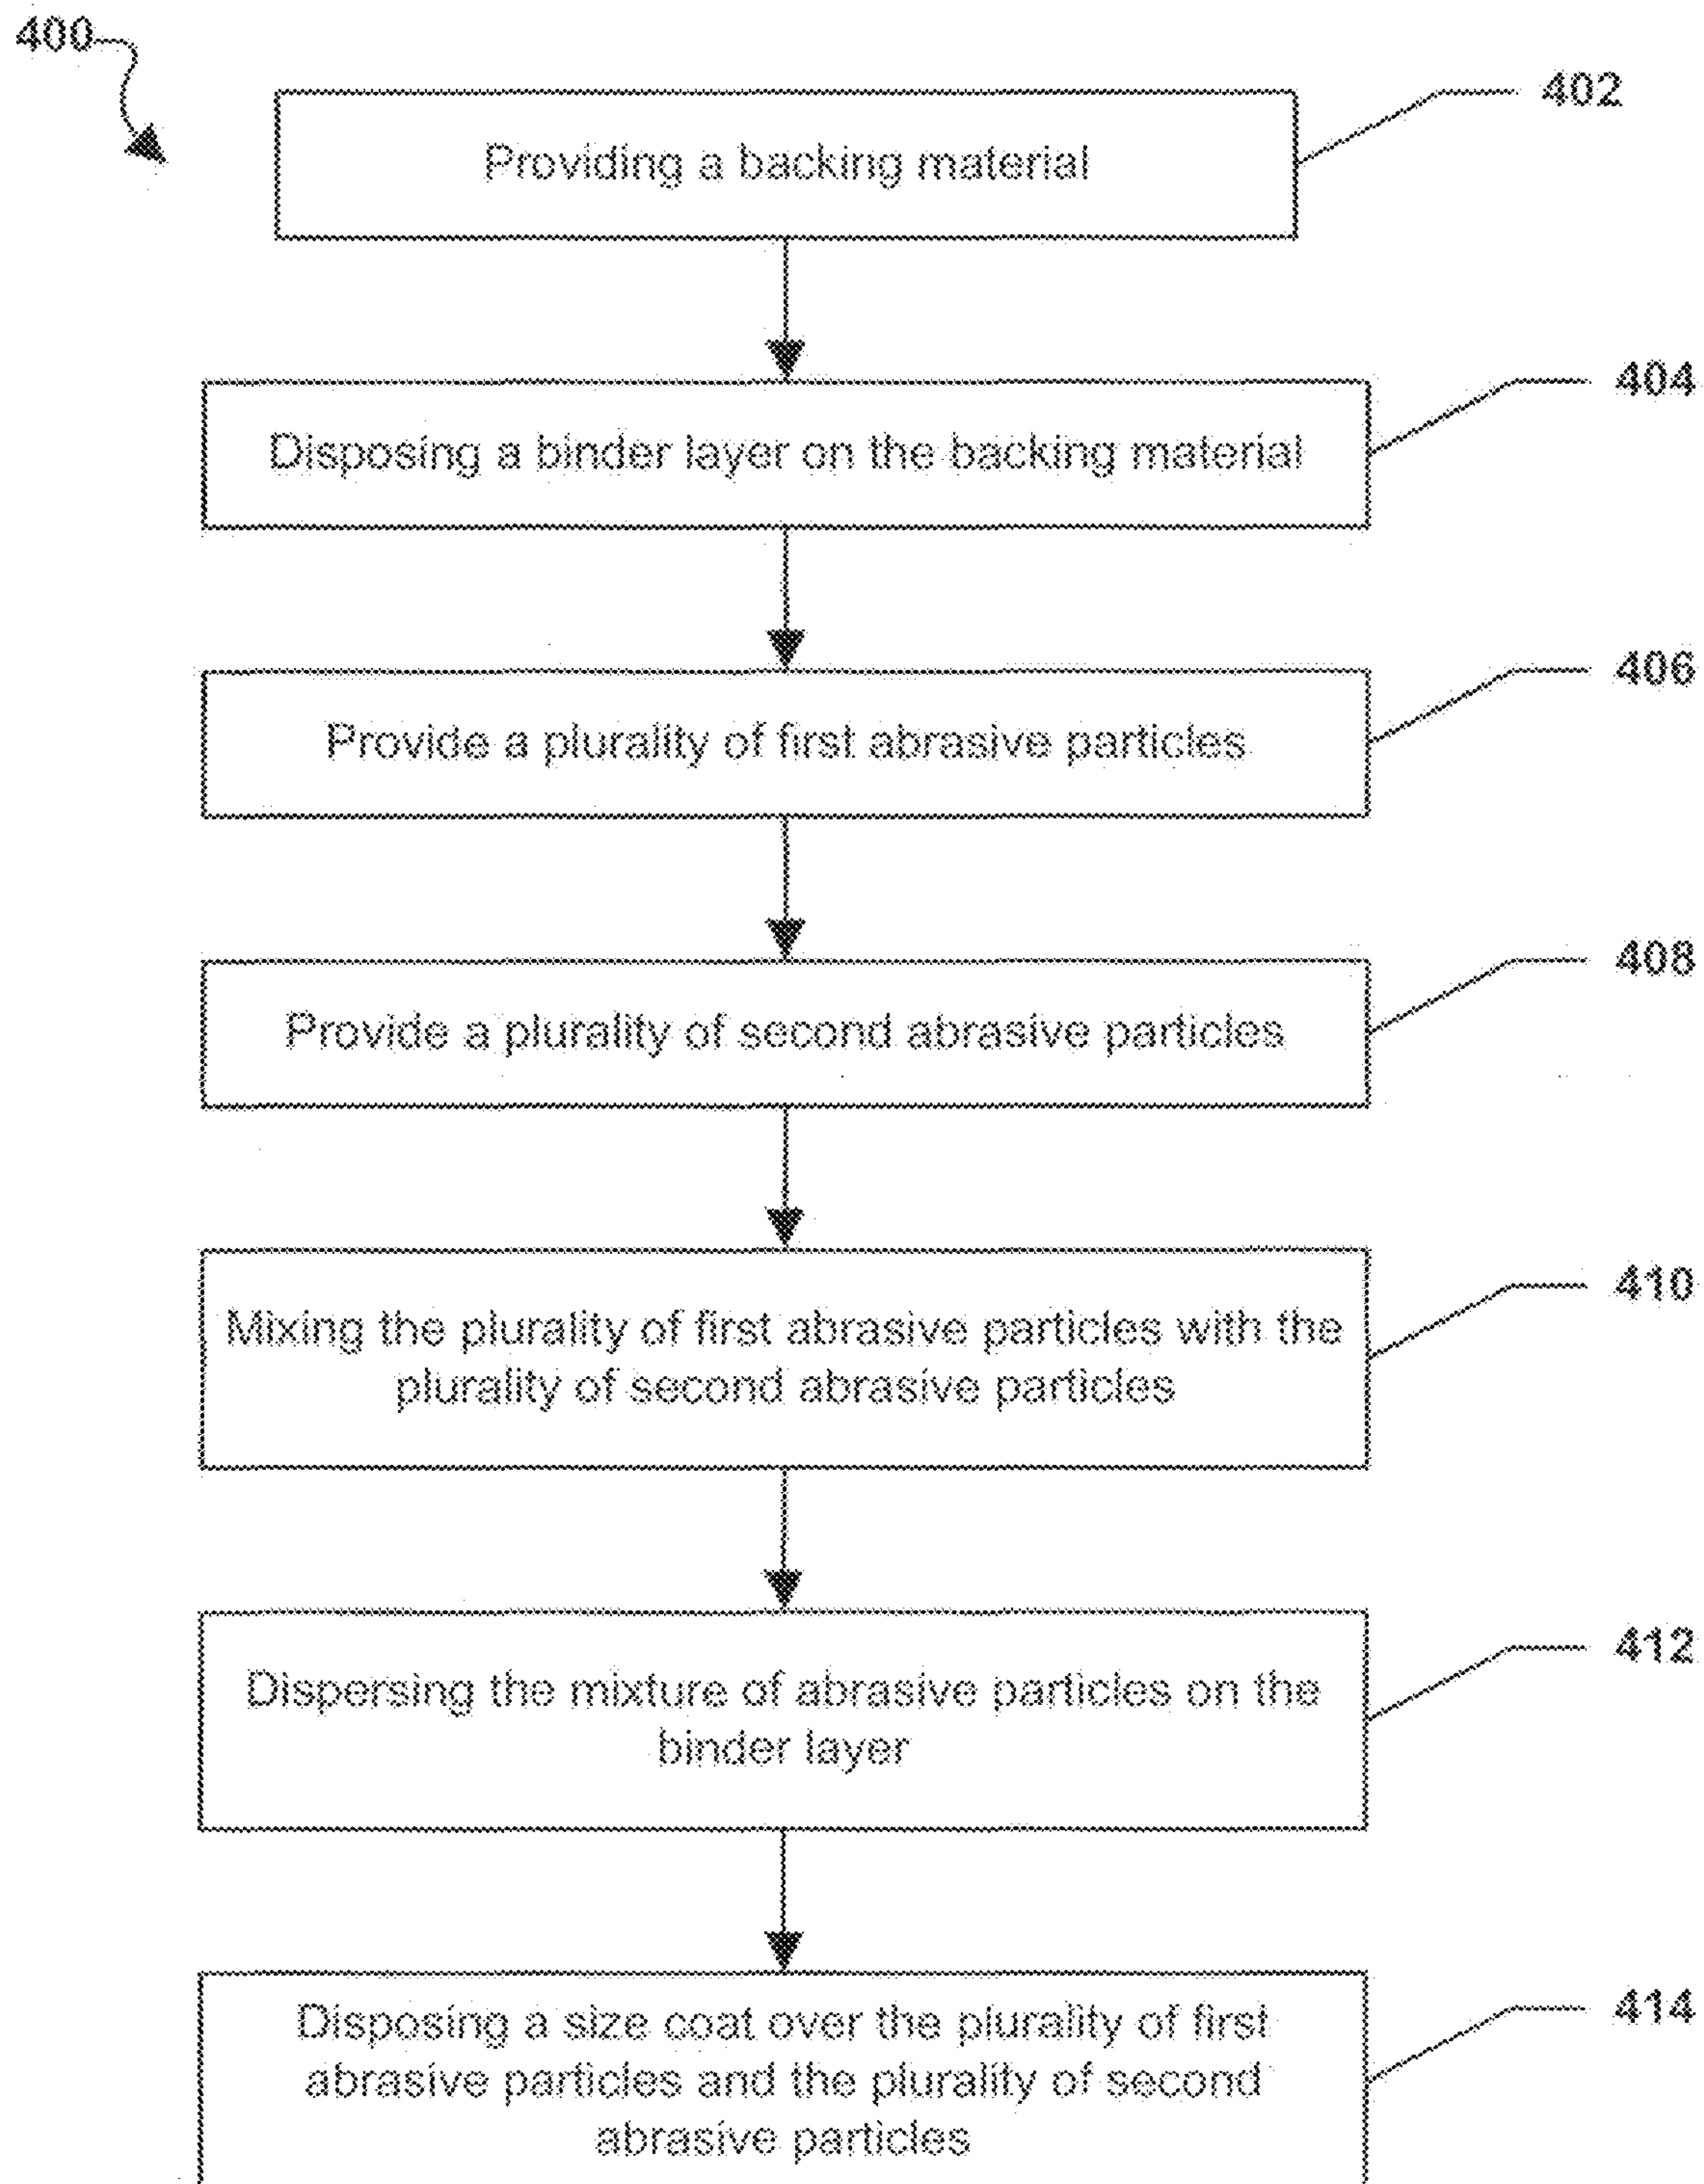 400
402
Providing a backing material
404
Disposing a binder layer on the backing material
406
Provide a plurality of first abrasive particles
408
Provide a plurality of second abrasive particles
410
Mixing the plurality of first abrasive particles with the
plurality of second abrasive particles
412
Dispersing the mixture of abrasive particles on the
binder layer
414
Disposing a size coat over the plurality of first
abrasive particles and the plurality of second
abrasive particles